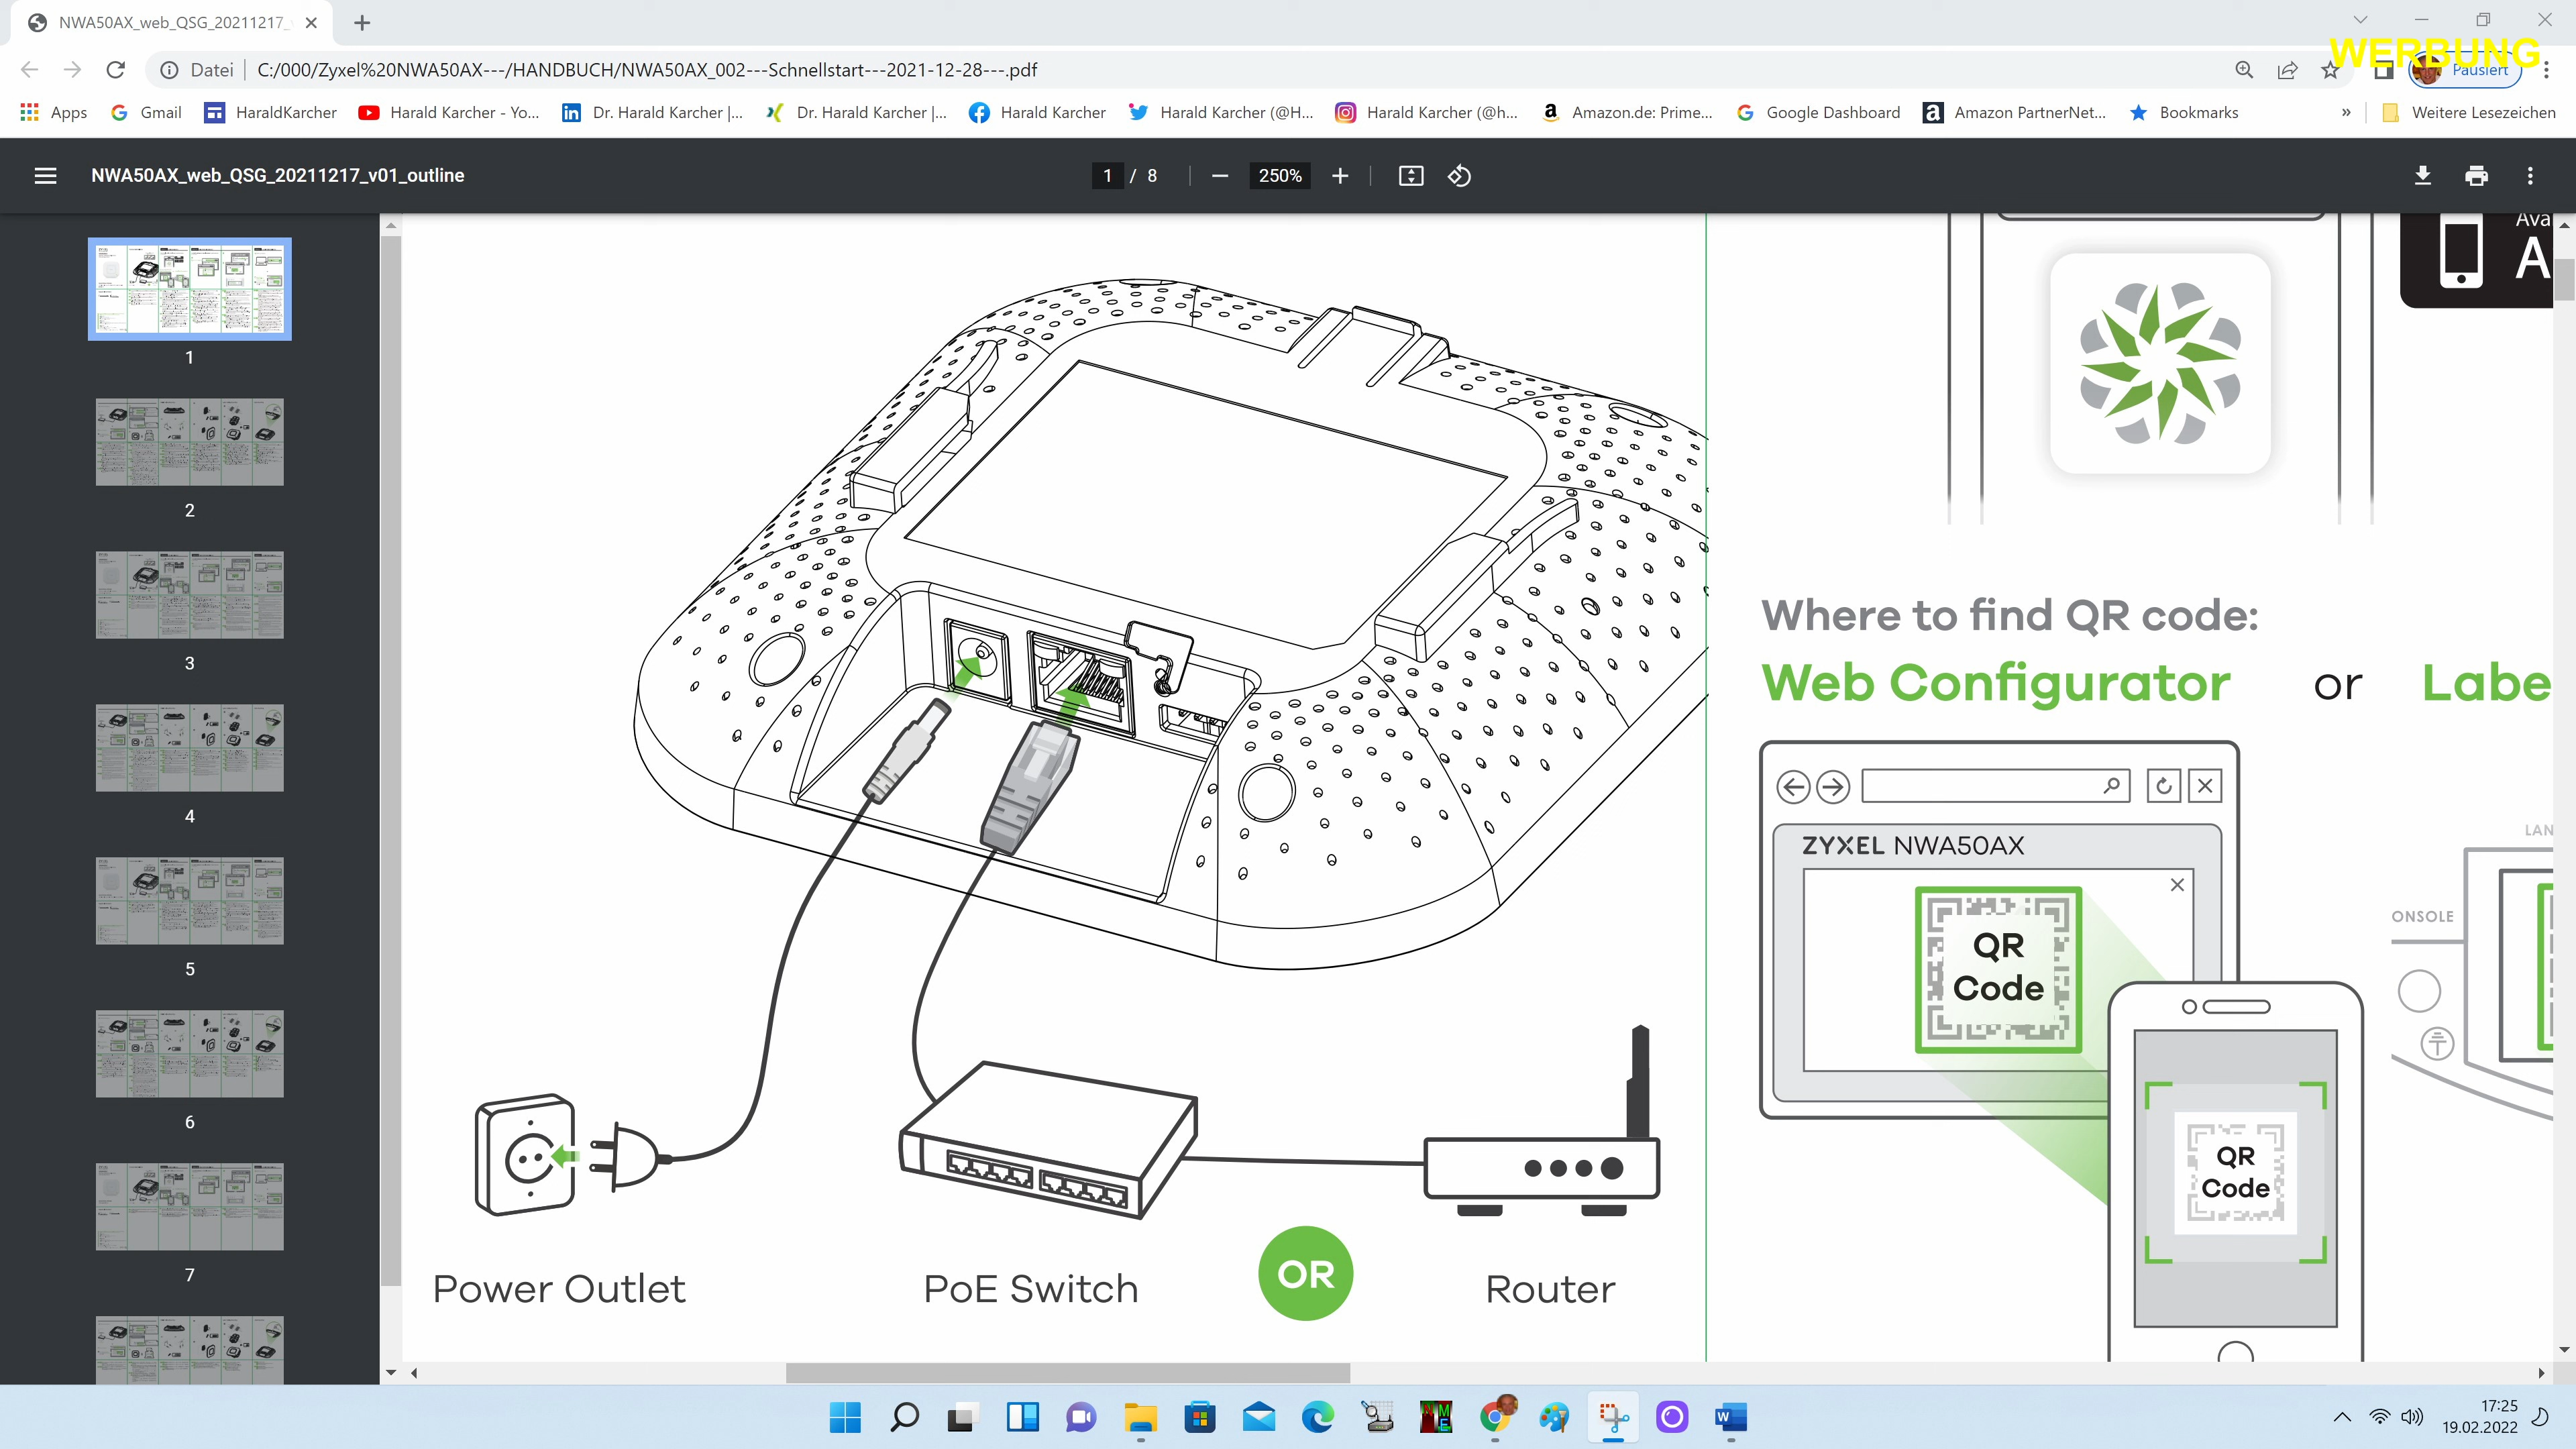 NWA50AX_web_QSG_20211217_
WERBUNG
Datei
C:/000/Zyxel%20NWA50AX---/HANDBUCH/NWA50AX_002---Schnellstart---2021-12-28---.pdf
Pausiert
Apps
Gmail
HaraldKarcher
Harald Karcher - Yo...
Dr. Harald Karcher |...
Dr. Harald Karcher |...
Harald Karcher
Harald Karcher (@H...
Harald Karcher (@h...
Amazon.de: Prime...
Google Dashboard
Amazon PartnerNet...
Bookmarks
»
Weitere Lesezeichen
NWA50AX_web_QSG_20211217_v01_outline
1 / 8
250%
1
2
3
4
5
6
7
Power Outlet
PoE Switch
OR
Router
Ava
A
Where to find QR code:
Web Configurator or Labe
ZYXEL NWA50AX
QR
Code
LAN
ONSOLE
QR
Code
17:25
19.02.2022